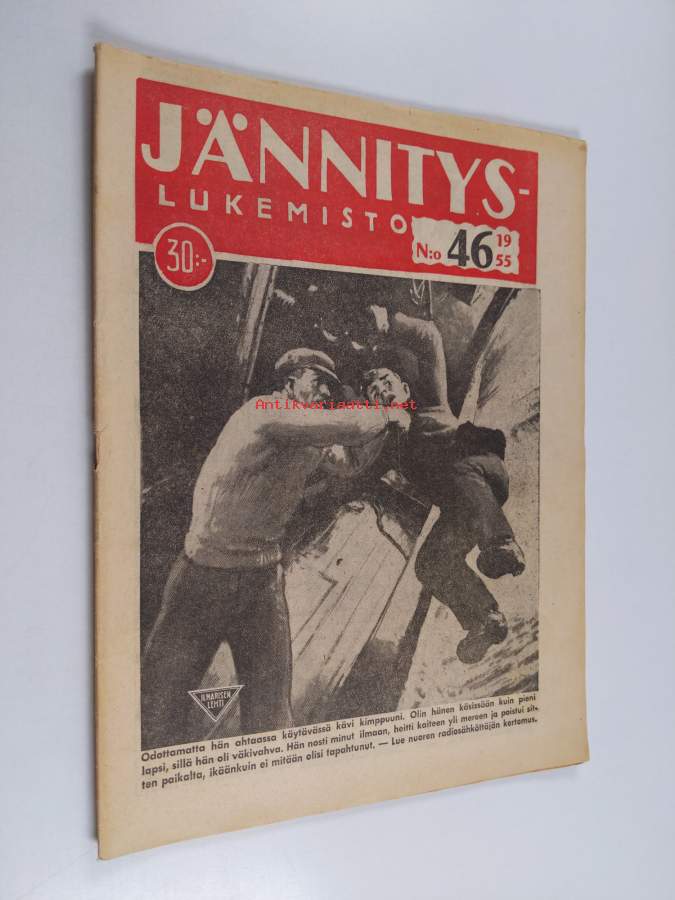 JÄNNITYS-
LUKEMISTO
N:o 46 19 55
30:-
Antikvariaatti.net
ILMARISEN
LEHTI
Odottamatta hän ahtaassa käytävässä kävi kimppuuni. Olin hänen käsissään kuin pieni
lapsi, sillä hän oli väkivahva. Hän nosti minut ilmaan, heitti kaiteen yli mereen ja poistui sit-
ten paikalta, ikäänkuin ei mitään olisi tapahtunut. — Lue nuoren radiosähköttäjän kertomus.